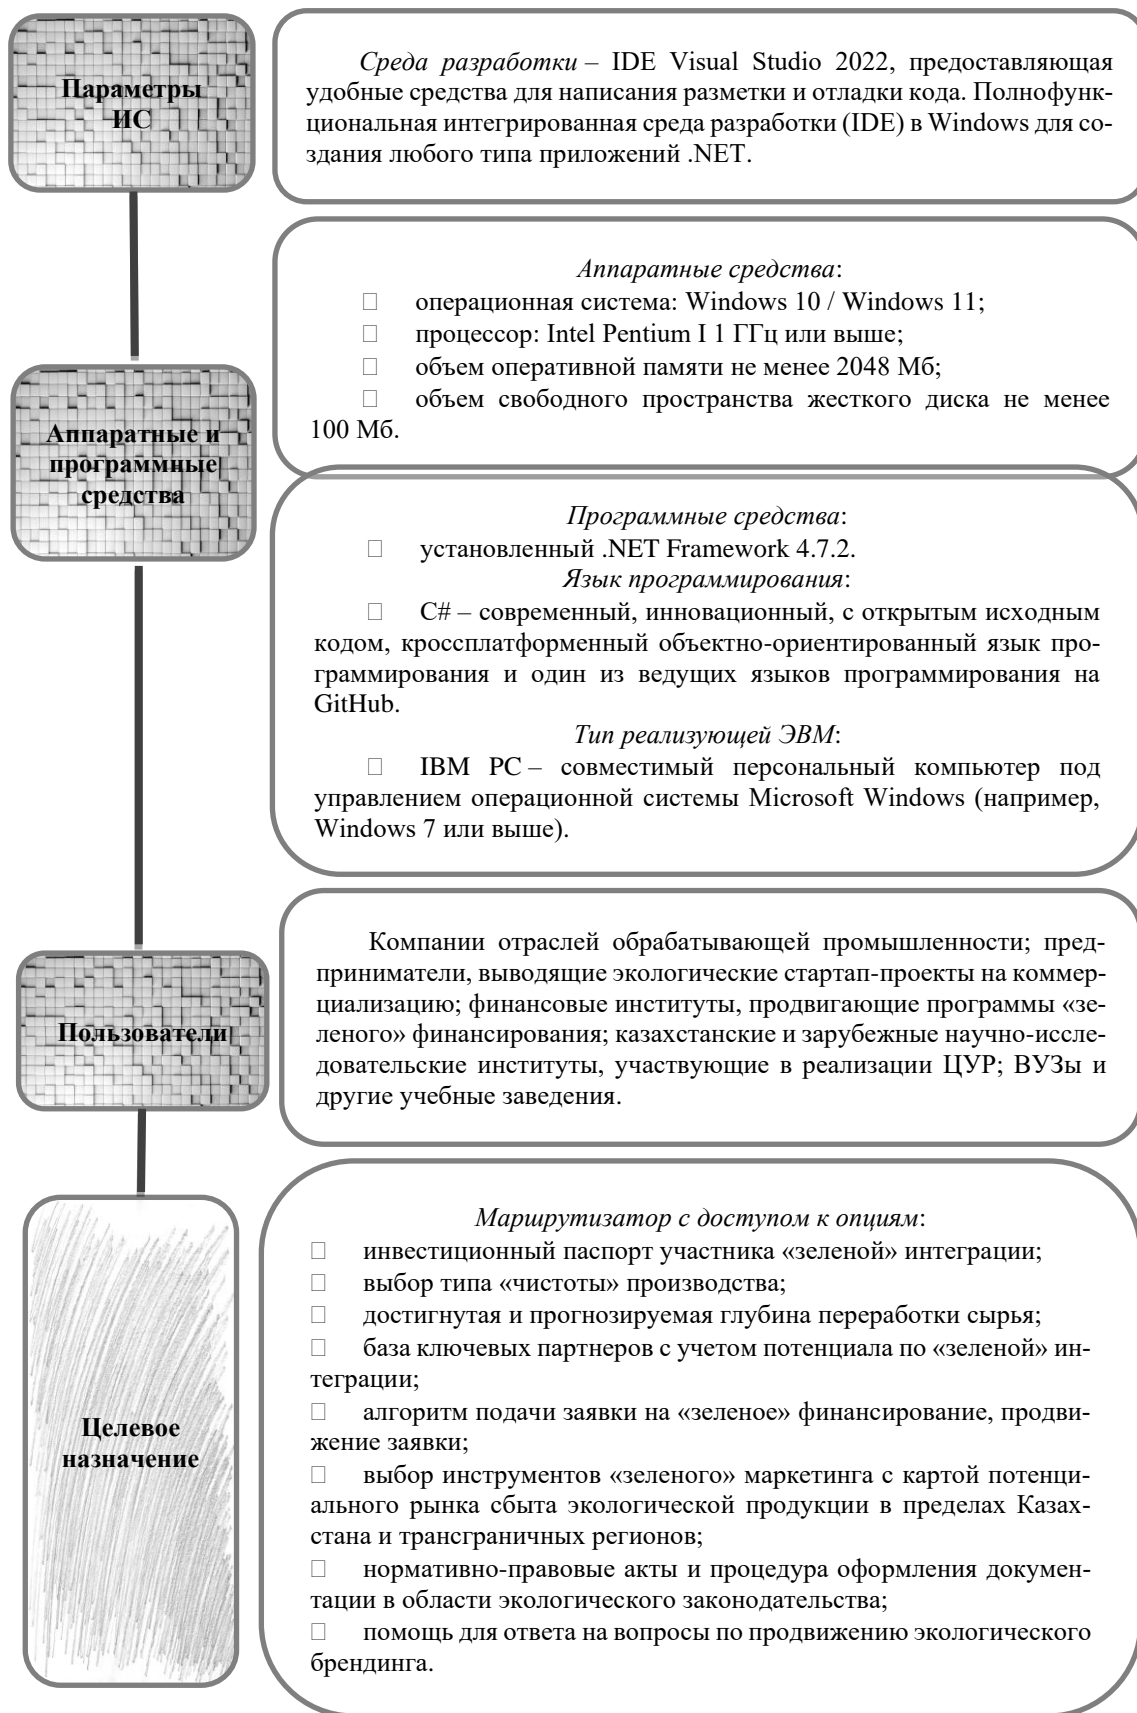 Параметры
ИС
Среда разработки – IDE Visual Studio 2022, предоставляющая
удобные средства для написания разметки и отладки кода. Полнофунк-
циональная интегрированная среда разработки (IDE) в Windows для со-
здания любого типа приложений .NET.
Аппаратные и
программные
средства
Аппаратные средства:
□ операционная система: Windows 10 / Windows 11;
□ процессор: Intel Pentium I 1 ГГц или выше;
□ объем оперативной памяти не менее 2048 Мб;
□ объем свободного пространства жесткого диска не менее
100 Мб.
Программные средства:
□ установленный .NET Framework 4.7.2.
Язык программирования:
□ C# – современный, инновационный, с открытым исходным
кодом, кроссплатформенный объектно-ориентированный язык про-
граммирования и один из ведущих языков программирования на
GitHub.
Тип реализующей ЭВМ:
□ IBM PC – совместимый персональный компьютер под
управлением операционной системы Microsoft Windows (например,
Windows 7 или выше).
Пользователи
Компании отраслей обрабатывающей промышленности; пред-
приниматели, выводящие экологические стартап-проекты на коммер-
циализацию; финансовые институты, продвигающие программы «зе-
леного» финансирования; казахстанские и зарубежные научно-иссле-
довательские институты, участвующие в реализации ЦУР; ВУЗы и
другие учебные заведения.
Целевое
назначение
Маршрутизатор с доступом к опциям:
□ инвестиционный паспорт участника «зеленой» интеграции;
□ выбор типа «чистоты» производства;
□ достигнутая и прогнозируемая глубина переработки сырья;
□ база ключевых партнеров с учетом потенциала по «зеленой» ин-
теграции;
□ алгоритм подачи заявки на «зеленое» финансирование, продви-
жение заявки;
□ выбор инструментов «зеленого» маркетинга с картой потенци-
ального рынка сбыта экологической продукции в пределах Казах-
стана и трансграничных регионов;
□ нормативно-правовые акты и процедура оформления докумен-
тации в области экологического законодательства;
□ помощь для ответа на вопросы по продвижению экологического
брендинга.